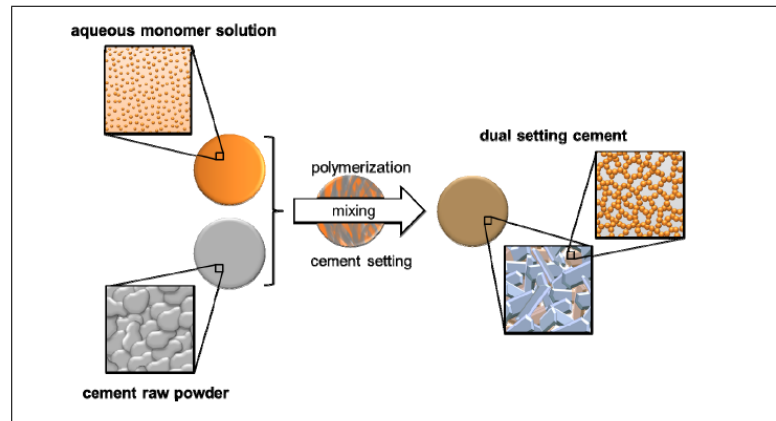 aqueous monomer solution
dual setting cement
polymerization
mixing
cement setting
cement raw powder